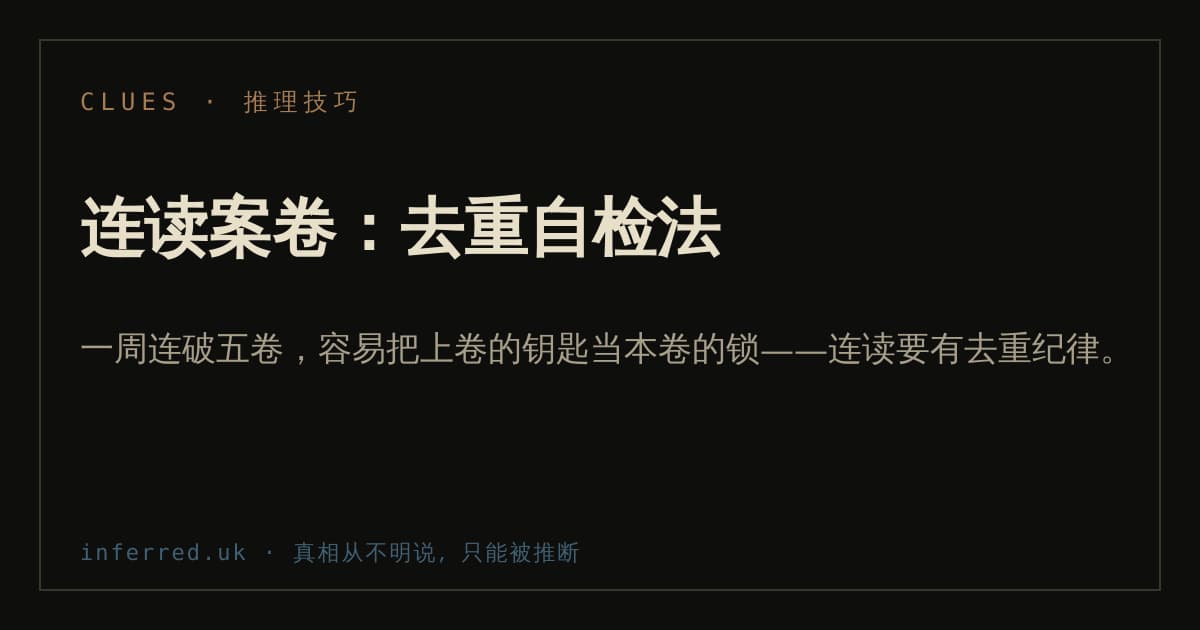 CLUES · 推理技巧
连读案卷：去重自检法
一周连破五卷，容易把上卷的钥匙当本卷的锁——连读要有去重纪律。
inferred.uk · 真相从不明说, 只能被推断